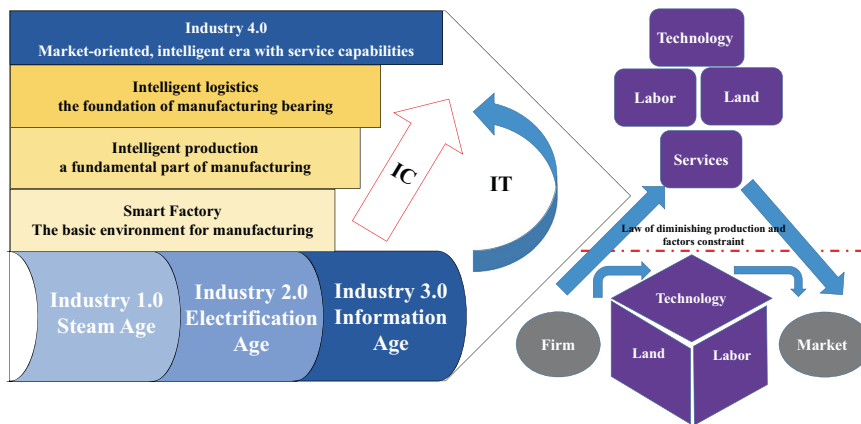 Industry 4.0
Market-oriented, intelligent era with service capabilities
Intelligent logistics
the foundation of manufacturing bearing
Intelligent production
a fundamental part of manufacturing
Smart Factory
The basic environment for manufacturing
IC
IT
Industry 1.0
Steam Age
Industry 2.0
Electrification
Age
Industry 3.0
Information
Age
Technology
Labor
Land
Services
Law of diminishing production and
factors constraint
Technology
Firm
Land
Labor
Market